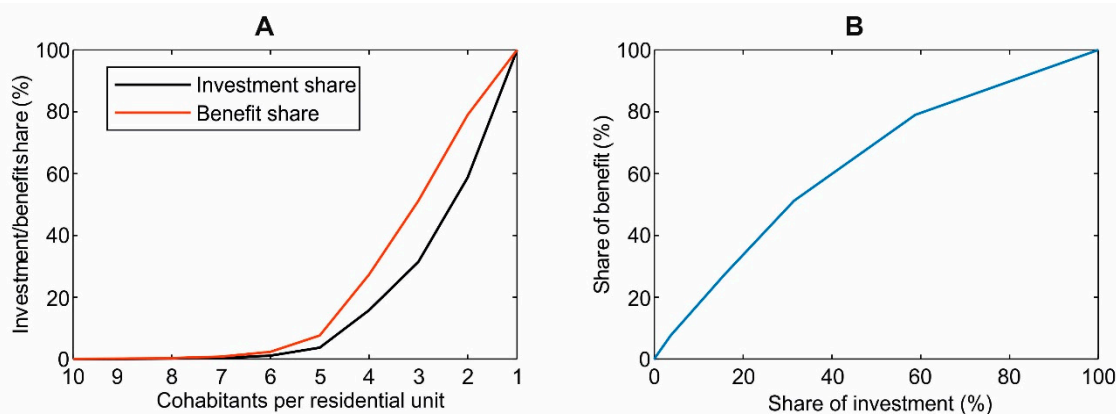 A
100
80
60
40
20
0
Investment/benefitshare (%)
Investment share
Benefit share
10 9 8 7 6 5 4 3 2 1
Cohabitants per residential unit
B
100
80
60
40
20
0
Share of benefit (%)
0 20 40 60 80 100
Share of investment (%)